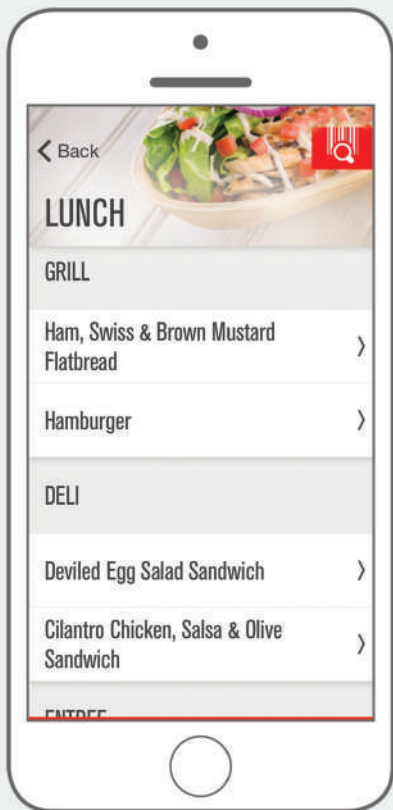 Back
LUNCH
GRILL
Ham, Swiss & Brown Mustard
Flatbread
Hamburger
DELI
Deviled Egg Salad Sandwich
Cilantro Chicken, Salsa & Olive
Sandwich
ENTREE